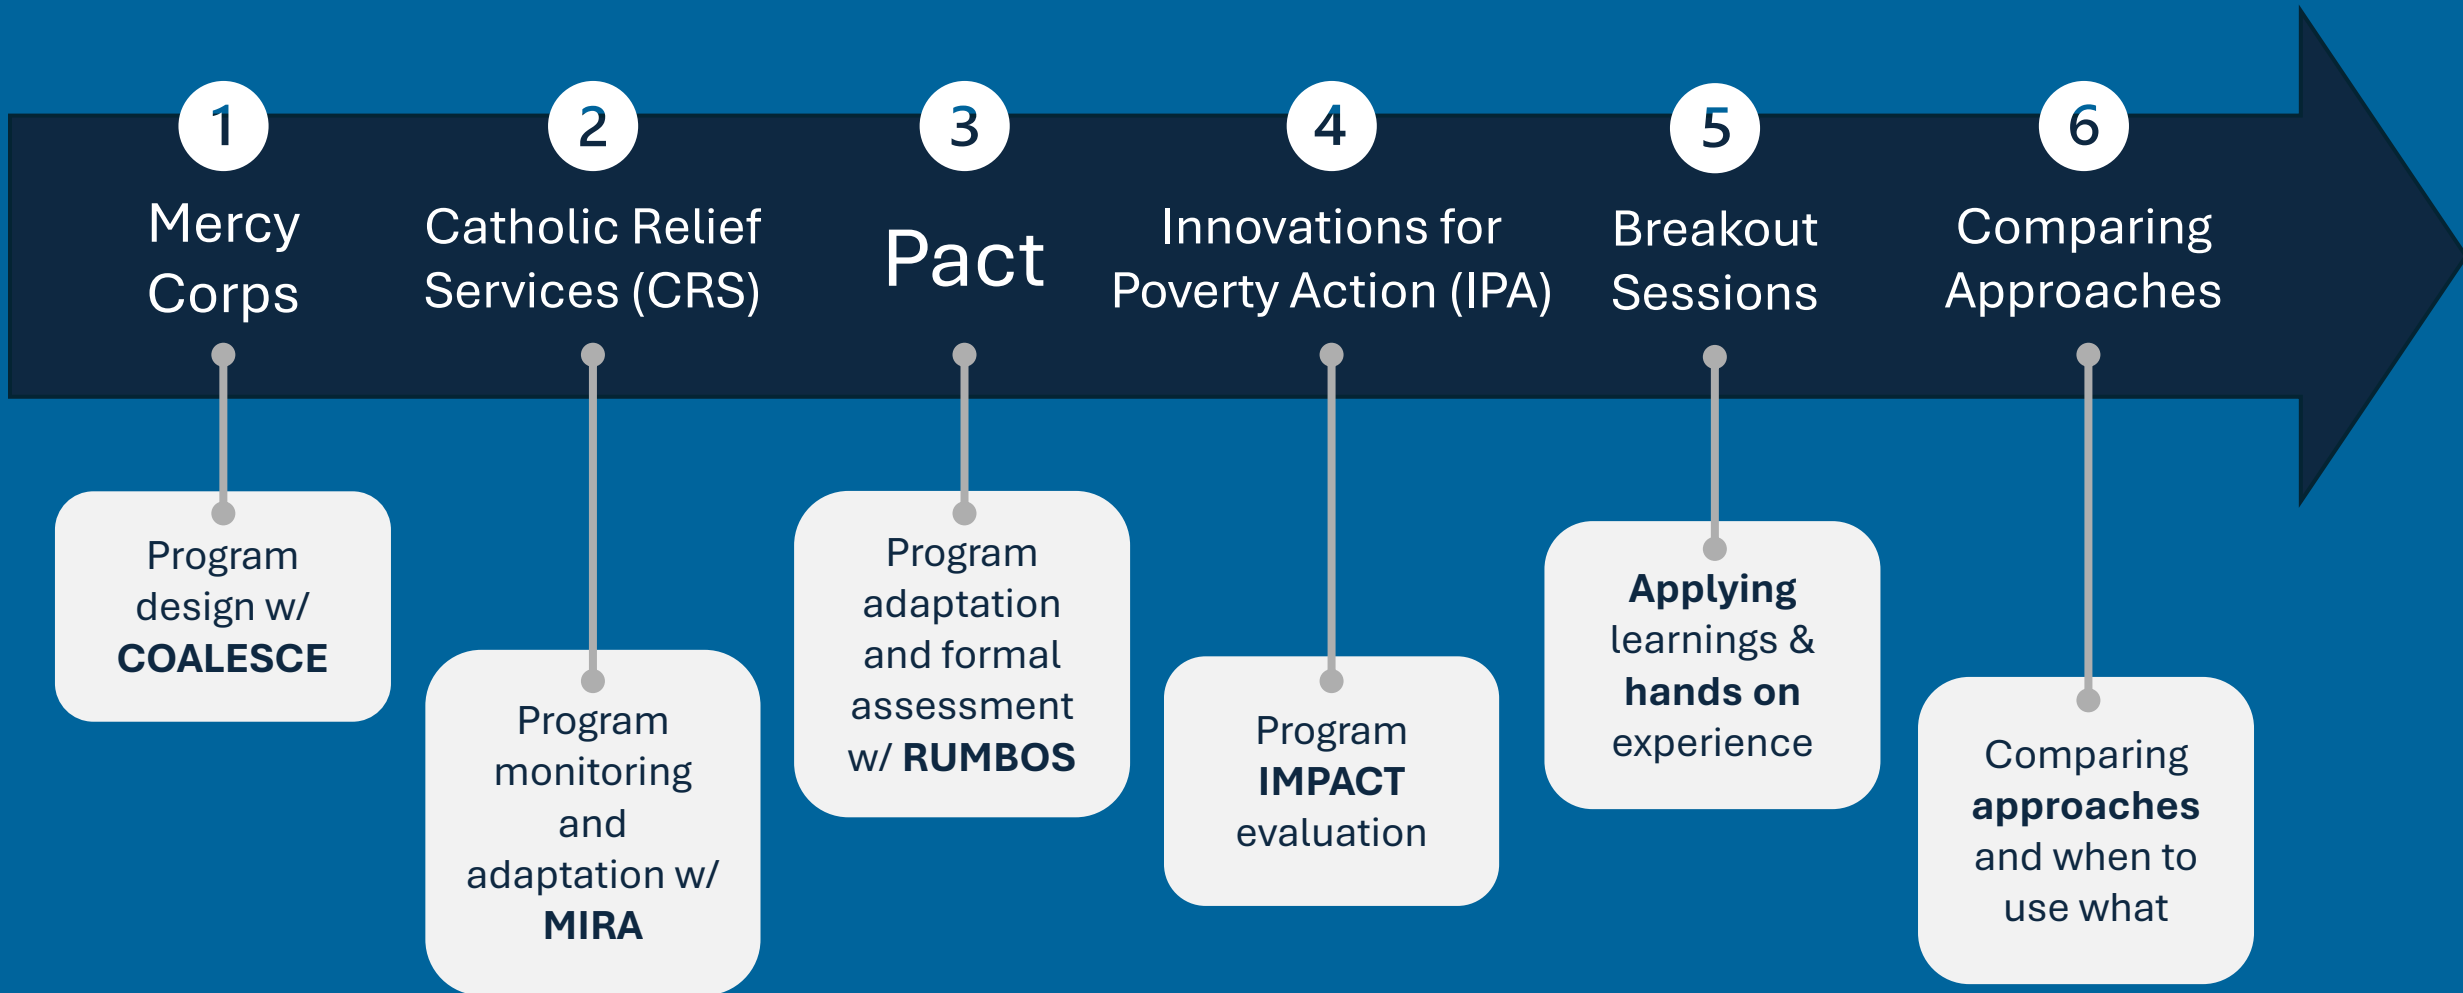 1
Mercy
Corps
Program
design w/
COALESCE
2
Catholic Relief
Services (CRS)
Program
monitoring
and
adaptation w/
MIRA
3
Pact
Program
adaptation
and formal
assessment
w/ RUMBOS
4
Innovations for
Poverty Action (IPA)
Program
IMPACT
evaluation
5
Breakout
Sessions
Applying
learnings &
hands on
experience
6
Comparing
Approaches
Comparing
approaches
and when to
use what